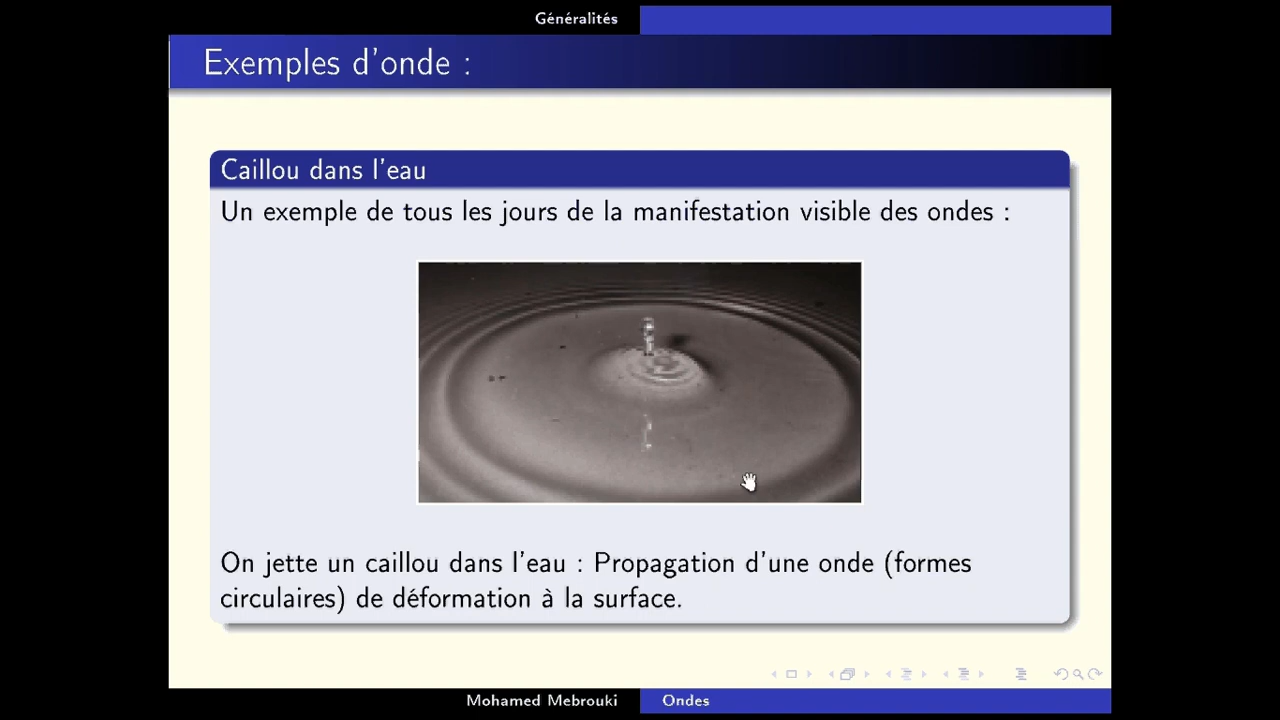 Généralités
Exemples d'onde :
Caillou dans l'eau
Un exemple de tous les jours de la manifestation visible des ondes :
On jette un caillou dans l'eau : Propagation d'une onde (formes
circulaires) de déformation à la surface.
Mohamed Mebrouki Ondes